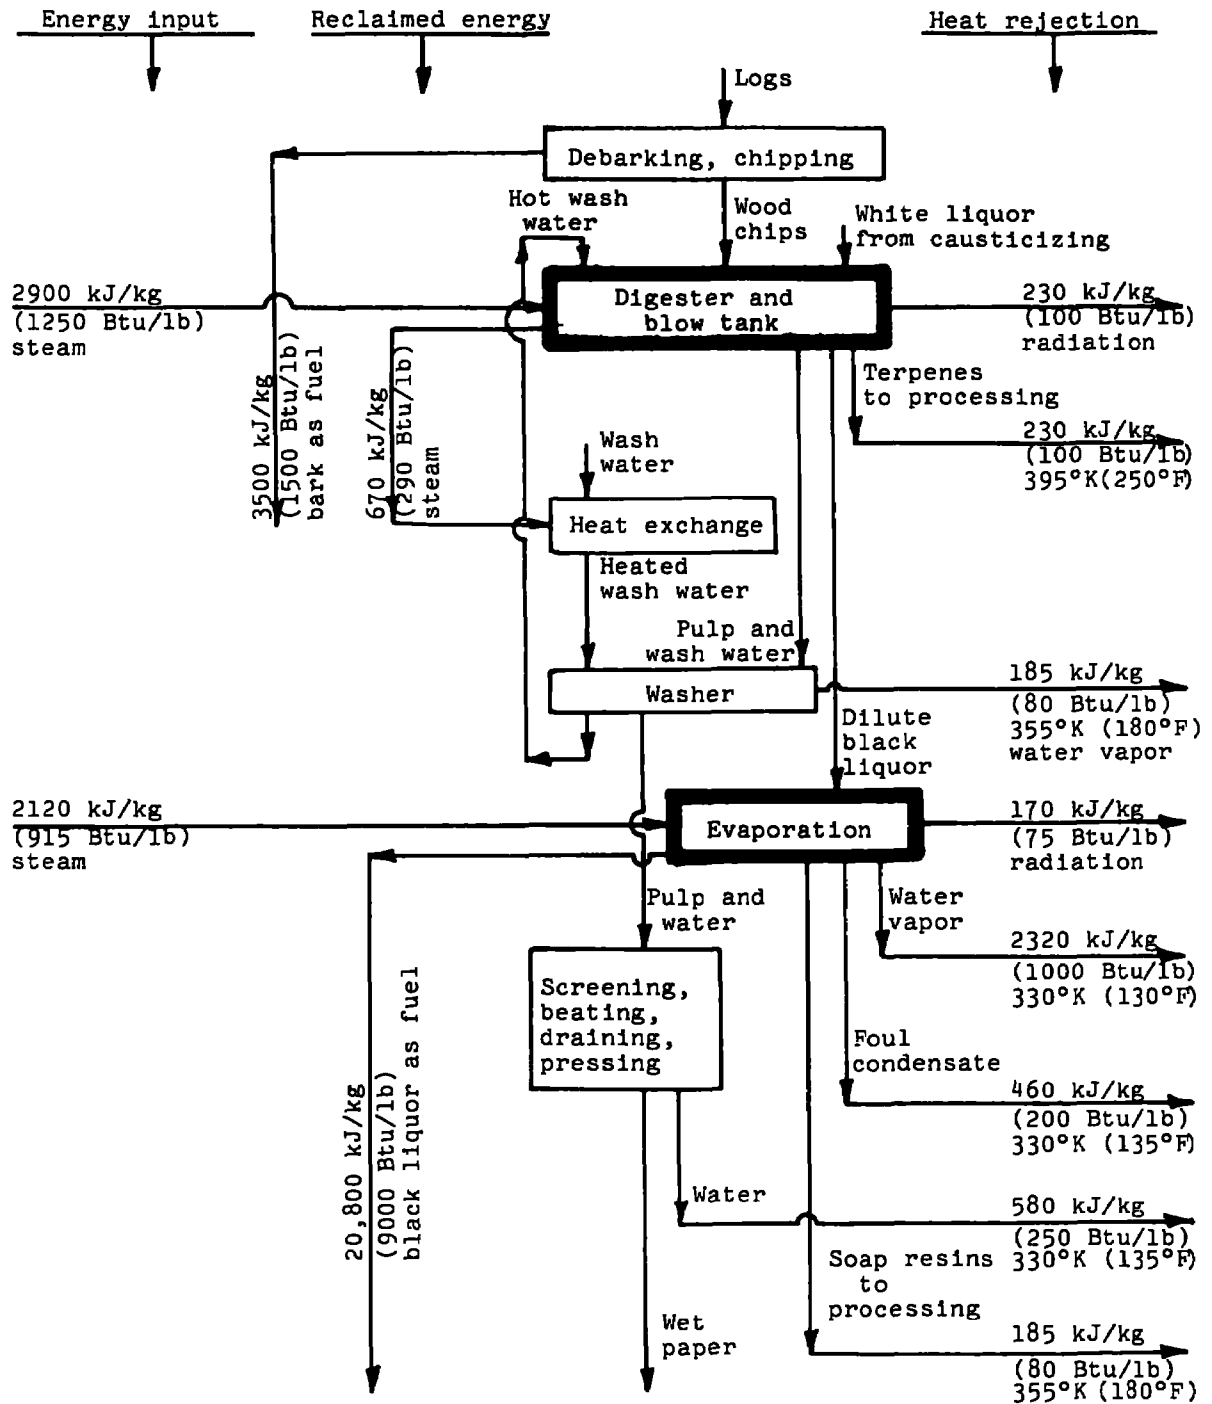 Energy input
Reclaimed energy
Heat rejection
Logs
Debarking, chipping
Hot wash
water
Wood
chips
White liquor
from causticizing
2900 kJ/kg
(1250 Btu/lb)
steam
Digester and
blow tank
230 kJ/kg
(100 Btu/lb)
radiation
3500 kJ/kg
(1500 Btu/lb)
bark as fuel
670 kJ/kg
(290 Btu/lb)
steam
Terpenes
to processing
230 kJ/kg
(100 Btu/lb)
395°K(250°F)
Wash
water
Heat exchange
Heated
wash water
Pulp and
wash water
Washer
185 kJ/kg
(80 Btu/lb)
355°K (180°F)
water vapor
Dilute
black
liquor
2120 kJ/kg
(915 Btu/lb)
steam
Evaporation
170 kJ/kg
(75 Btu/lb)
radiation
Pulp and
water
Water
vapor
2320 kJ/kg
(1000 Btu/lb)
330°K (130°F)
20,800 kJ/kg
(9000 Btu/lb)
black liquor as fuel
Screening,
beating,
draining,
pressing
Foul
condensate
460 kJ/kg
(200 Btu/lb)
330°K (135°F)
Water
580 kJ/kg
(250 Btu/lb)
330°K (135°F)
Soap resins
to
processing
Wet
paper
185 kJ/kg
(80 Btu/lb)
355°K (180°F)